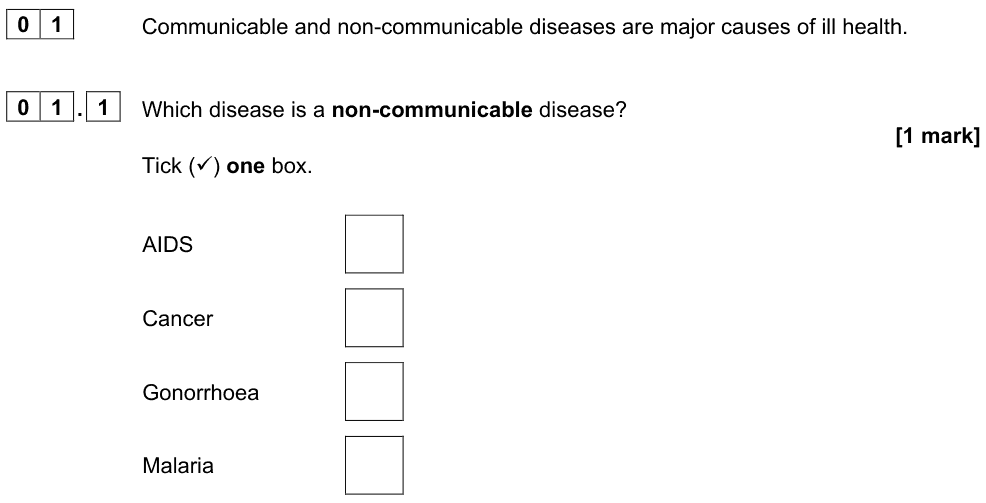 0 1 Communicable and non-communicable diseases are major causes of ill health.
0 1 . 1 Which disease is a non-communicable disease?
[1 mark]
Tick (✓) one box.
AIDS
Cancer
Gonorrhoea
Malaria